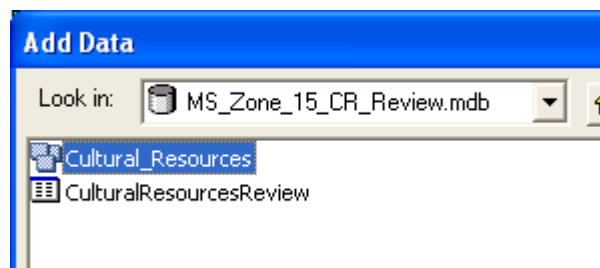 Add Data
Look in: MS_Zone_15_CR_Review.mdb
Cultural_Resources
CulturalResourcesReview